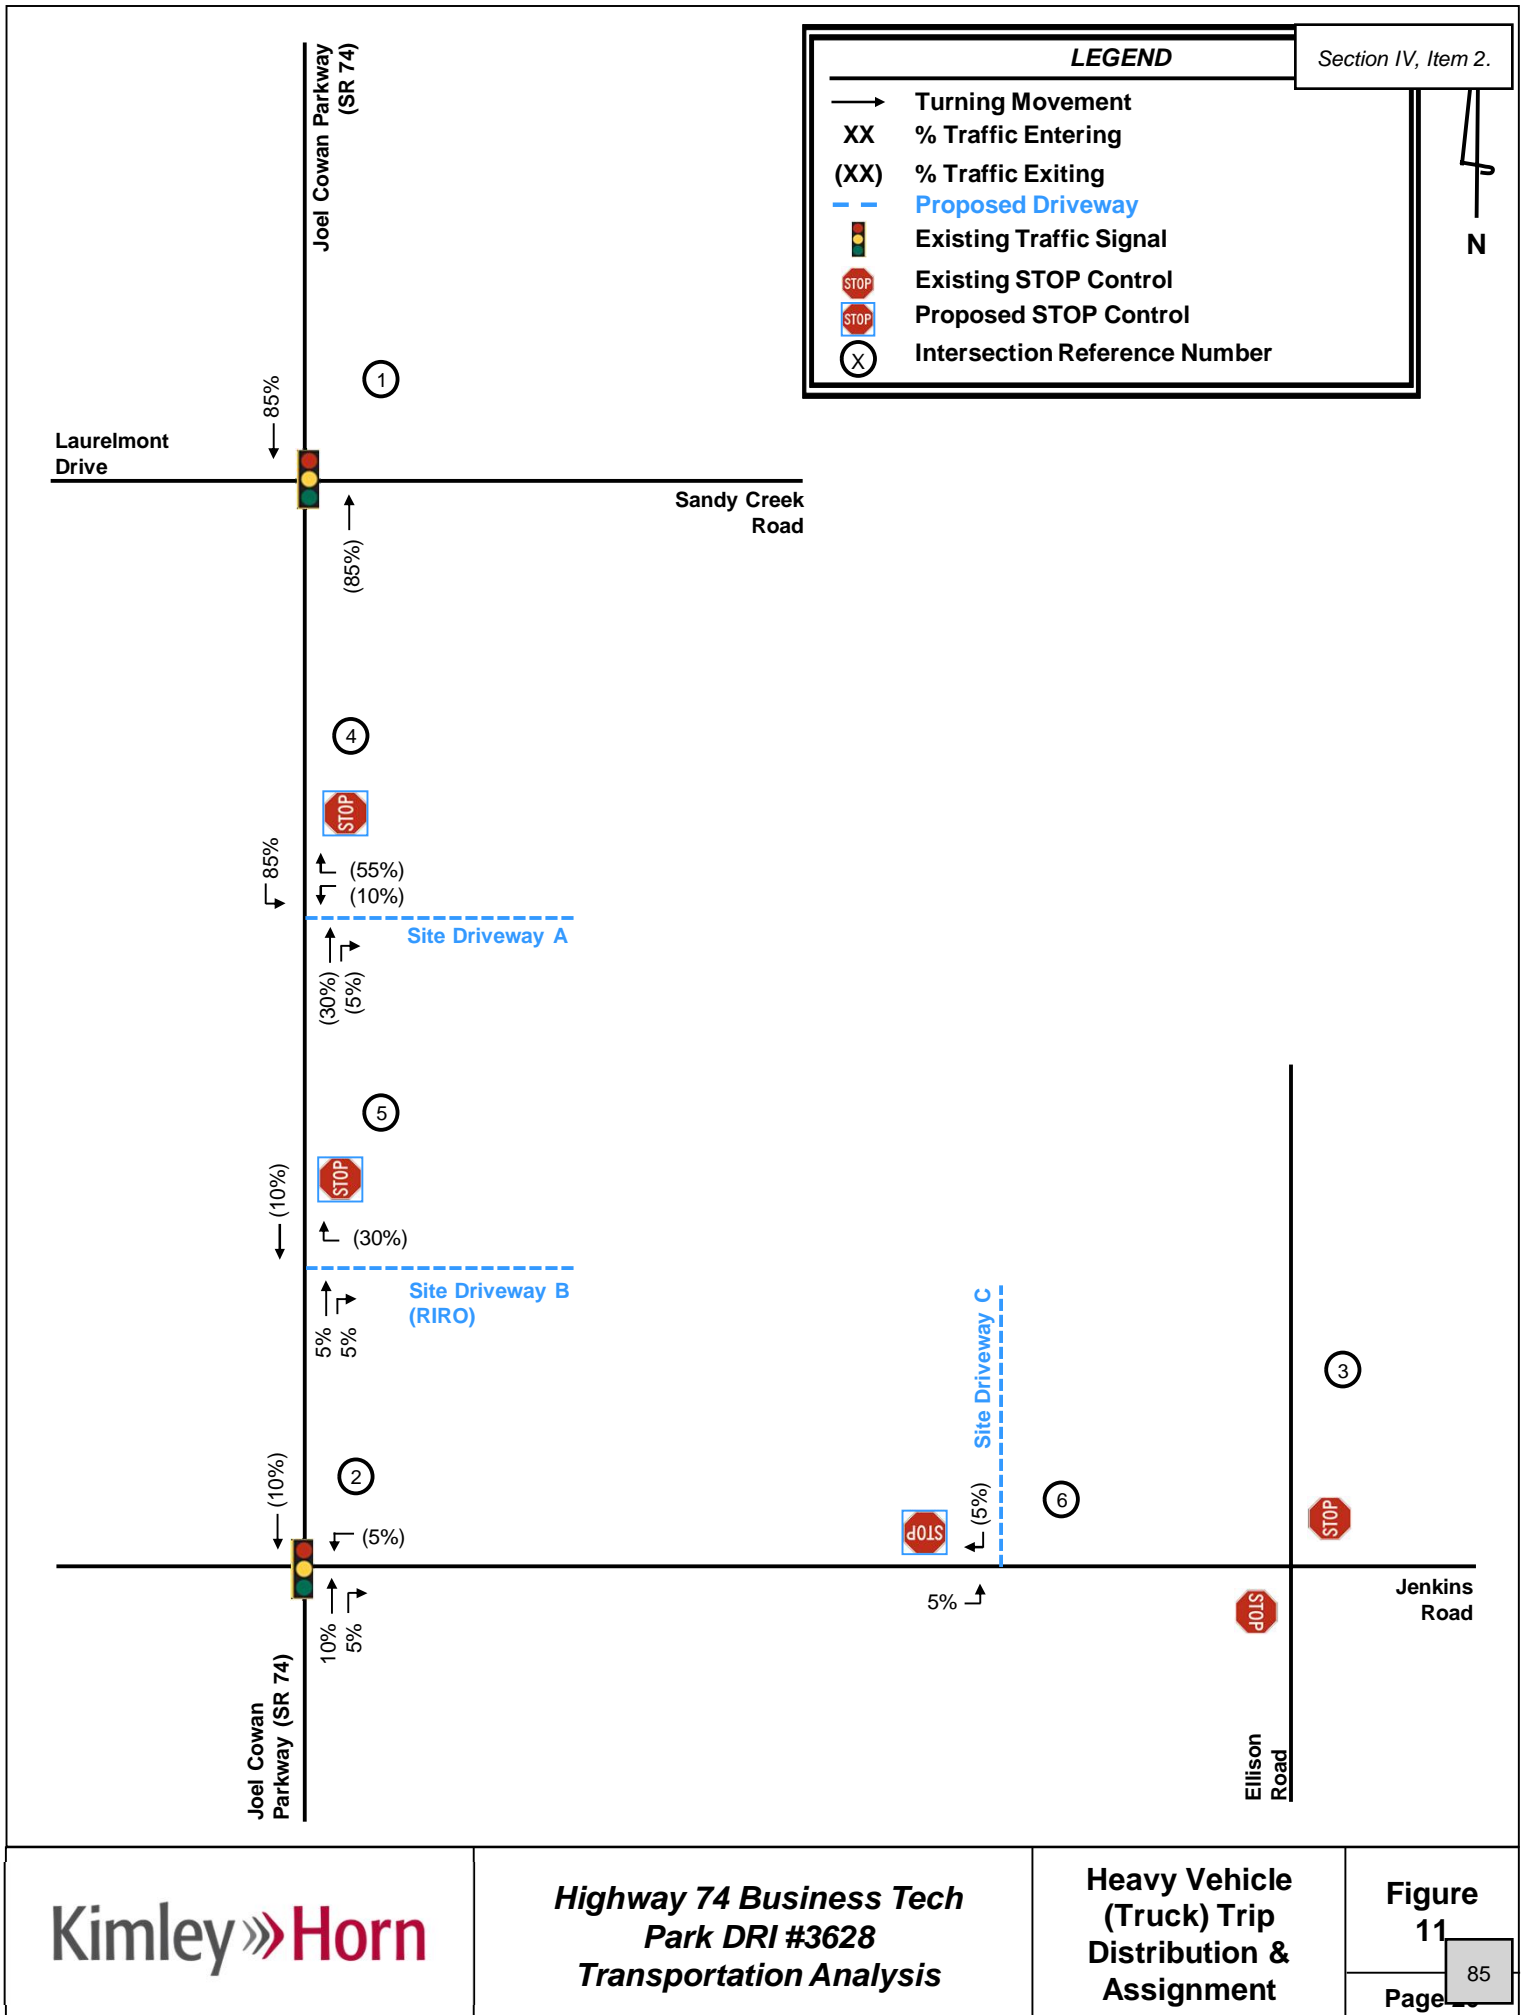 Joel Cowan Parkway
(SR 74)
LEGEND
Section IV, Item 2.
Turning Movement
XX % Traffic Entering
(XX) % Traffic Exiting
Proposed Driveway
Existing Traffic Signal
STOP Existing STOP Control
STOP Proposed STOP Control
X Intersection Reference Number
N
1
85%
Laurelmont
Drive
Sandy Creek
Road
(85%)
4
STOP
85%
(55%)
(10%)
Site Driveway A
(30%)
(5%)
5
STOP
(10%)
(30%)
Site Driveway B
(RIRO)
5%
5%
Site Driveway C
3
2
(10%)
(5%)
6
STOP
(5%)
STOP
10%
5%
5%
STOP
Jenkins
Road
Joel Cowan
Parkway (SR 74)
Ellison
Road
Kimley Horn
Highway 74 Business Tech
Park DRI #3628
Transportation Analysis
Heavy Vehicle
(Truck) Trip
Distribution &
Assignment
Figure
11
85
Page